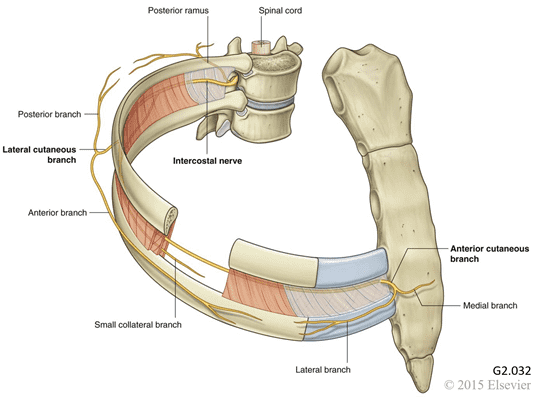 Posterior ramus
Spinal cord
Posterior branch
Lateral cutaneous
branch
Intercostal nerve
Anterior branch
Anterior cutaneous
branch
Medial branch
Small collateral branch
Lateral branch
G2.032
© 2015 Elsevier